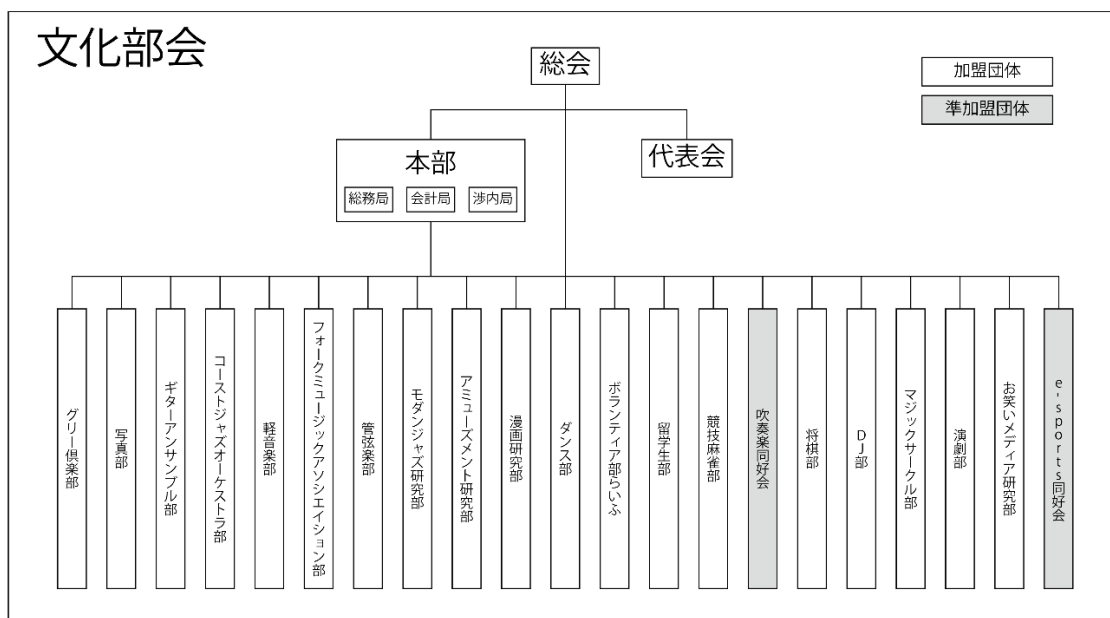 文化部会
総会
加盟団体
準加盟団体
本部
代表会
総務局
会計局
渉内局
グリー倶楽部
写真部
ギターアンサンブル部
コーストジャズオーケストラ部
軽音楽部
フォークミュージックアソシエイション部
管弦楽部
モダンジャズ研究部
アミューズメント研究部
漫画研究部
ダンス部
ボランティア部らいふ
留学生部
競技麻雀部
吹奏楽同好会
将棋部
DJ部
マジックサークル部
演劇部
お笑いメディア研究部
e-sports同好会